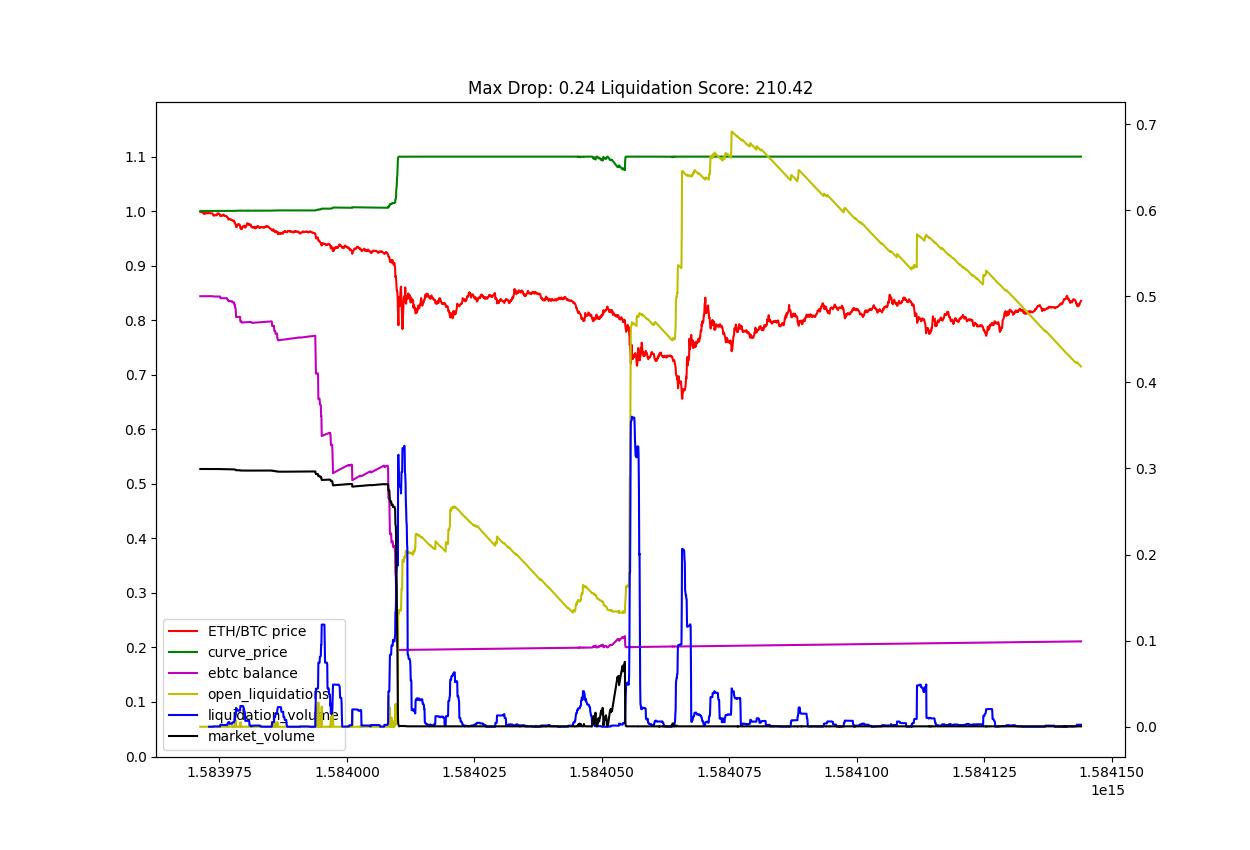 Max Drop: 0.24 Liquidation Score: 210.42
1.1
1.0
0.9
0.8
0.7
0.6
0.5
0.4
0.3
0.2
0.1
0.0
0.7
0.6
0.5
0.4
0.3
0.2
0.1
0.0
ETH/BTC price
curve_price
ebtc balance
open_liquidations
liquidation_volume
market_volume
1.583975 1.584000 1.584025 1.584050 1.584075 1.584100 1.584125 1.584150
1e15